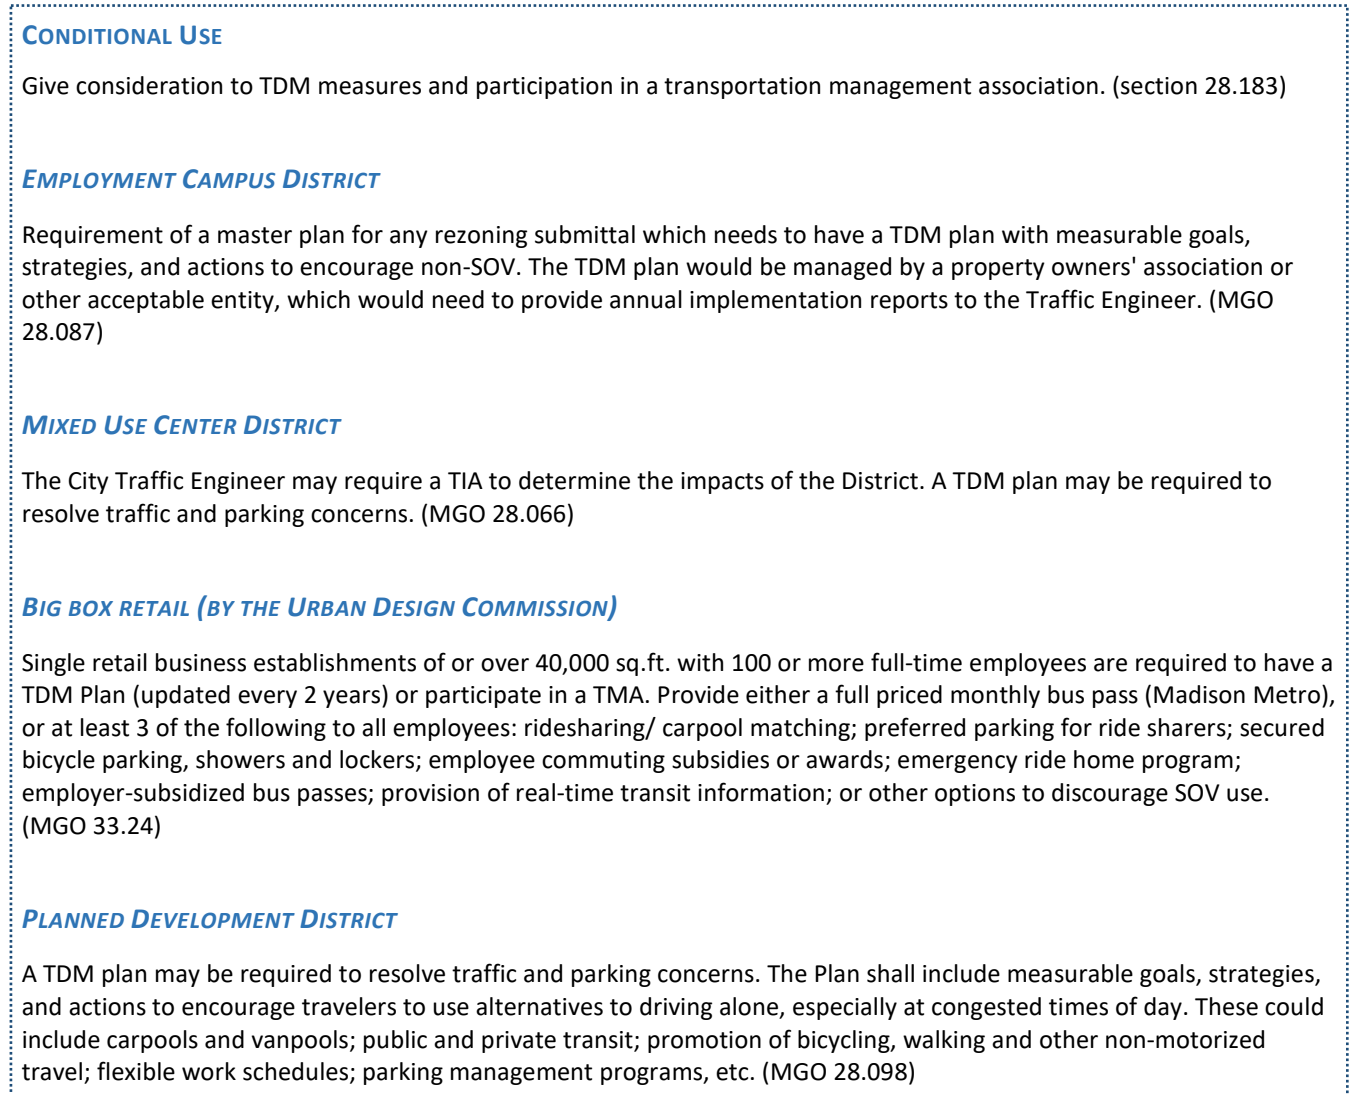 CONDITIONAL USE
Give consideration to TDM measures and participation in a transportation management association. (section 28.183)
EMPLOYMENT CAMPUS DISTRICT
Requirement of a master plan for any rezoning submittal which needs to have a TDM plan with measurable goals,
strategies, and actions to encourage non-SOV. The TDM plan would be managed by a property owners' association or
other acceptable entity, which would need to provide annual implementation reports to the Traffic Engineer. (MGO
28.087)
MIXED USE CENTER DISTRICT
The City Traffic Engineer may require a TIA to determine the impacts of the District. A TDM plan may be required to
resolve traffic and parking concerns. (MGO 28.066)
BIG BOX RETAIL (BY THE URBAN DESIGN COMMISSION)
Single retail business establishments of or over 40,000 sq.ft. with 100 or more full-time employees are required to have a
TDM Plan (updated every 2 years) or participate in a TMA. Provide either a full priced monthly bus pass (Madison Metro),
or at least 3 of the following to all employees: ridesharing/ carpool matching; preferred parking for ride sharers; secured
bicycle parking, showers and lockers; employee commuting subsidies or awards; emergency ride home program;
employer-subsidized bus passes; provision of real-time transit information; or other options to discourage SOV use.
(MGO 33.24)
PLANNED DEVELOPMENT DISTRICT
A TDM plan may be required to resolve traffic and parking concerns. The Plan shall include measurable goals, strategies,
and actions to encourage travelers to use alternatives to driving alone, especially at congested times of day. These could
include carpools and vanpools; public and private transit; promotion of bicycling, walking and other non-motorized
travel; flexible work schedules; parking management programs, etc. (MGO 28.098)